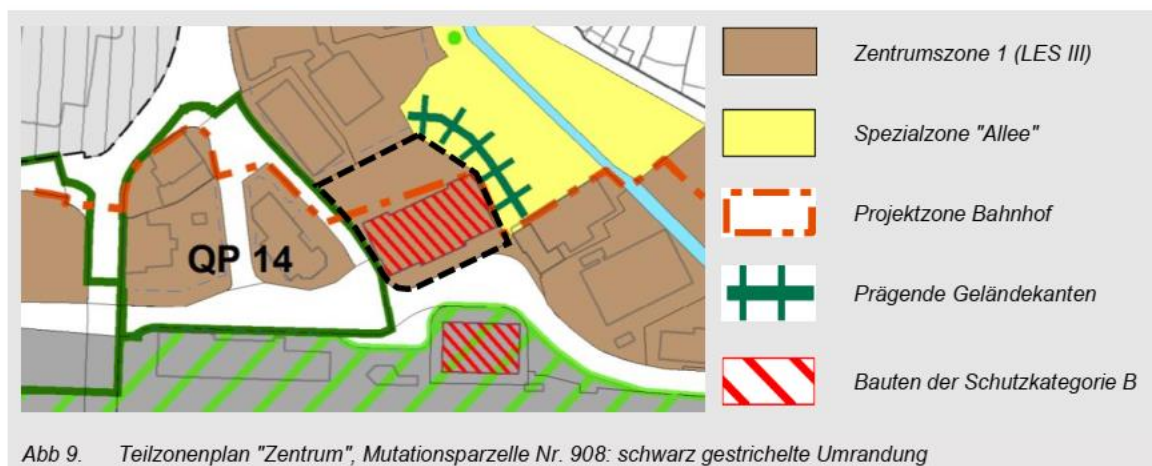 QP 14
Zentrumszone 1 (LES III)
Spezialzone "Allee"
Projektzone Bahnhof
Prägende Geländekanten
Bauten der Schutzkategorie B
Abb 9. Teilzonenplan "Zentrum", Mutationsparzelle Nr. 908: schwarz gestrichelte Umrandung